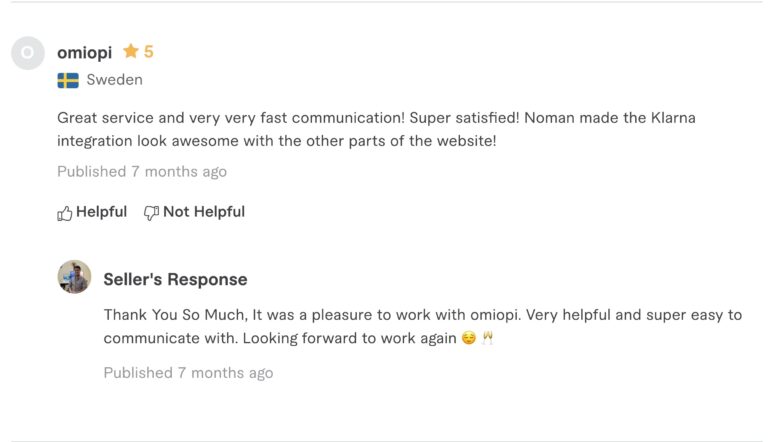 O
omiopi ⭐ 5
Sweden
Great service and very very fast communication! Super satisfied! Noman made the Klarna
integration look awesome with the other parts of the website!
Published 7 months ago
Helpful Not Helpful
Seller's Response
Thank You So Much, It was a pleasure to work with omiopi. Very helpful and super easy to
communicate with. Looking forward to work again 😌 🥂
Published 7 months ago